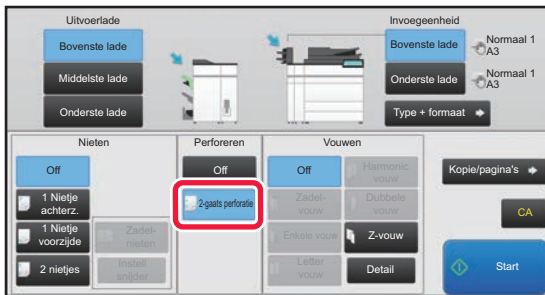 Uitvoerlade
Invoegeenheid
Bovenste lade
Middelste lade
Onderste lade
Bovenste lade
Normaal 1
A3
Onderste lade
Normaal 1
A3
Type + formaat
Nieten
Perforeren
Vouwen
Off
1 Nietje
achterz.
1 Nietje
voorzijde
2 nietjes
Zadel-
nieten
Instell
snijder
Off
2-gaats perforatie
Off
Harmonic
vouw
Zadel-
vouw
Dubbele
vouw
Enkele vouw
Z-vouw
Letter
vouw
Detail
Kopie/pagina's
CA
Start